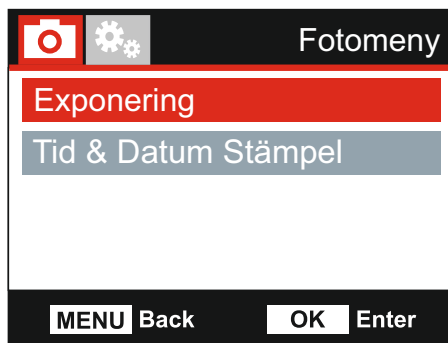 Fotomeny
Exponering
Tid & Datum Stämpel
MENU Back OK Enter